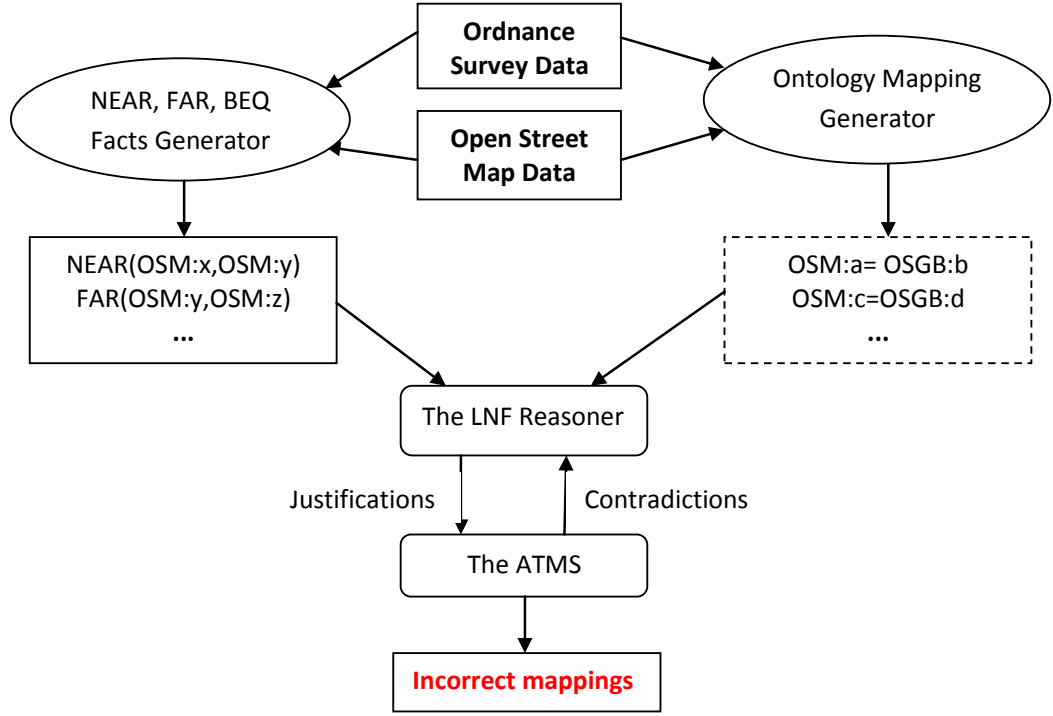 Ordnance
Survey Data
NEAR, FAR, BEQ
Facts Generator
Ontology Mapping
Generator
Open Street
Map Data
NEAR(OSM:x,OSM:y)
FAR(OSM:y,OSM:z)
...
OSM:a= OSGB:b
OSM:c=OSGB:d
...
The LNF Reasoner
Justifications
Contradictions
The ATMS
Incorrect mappings